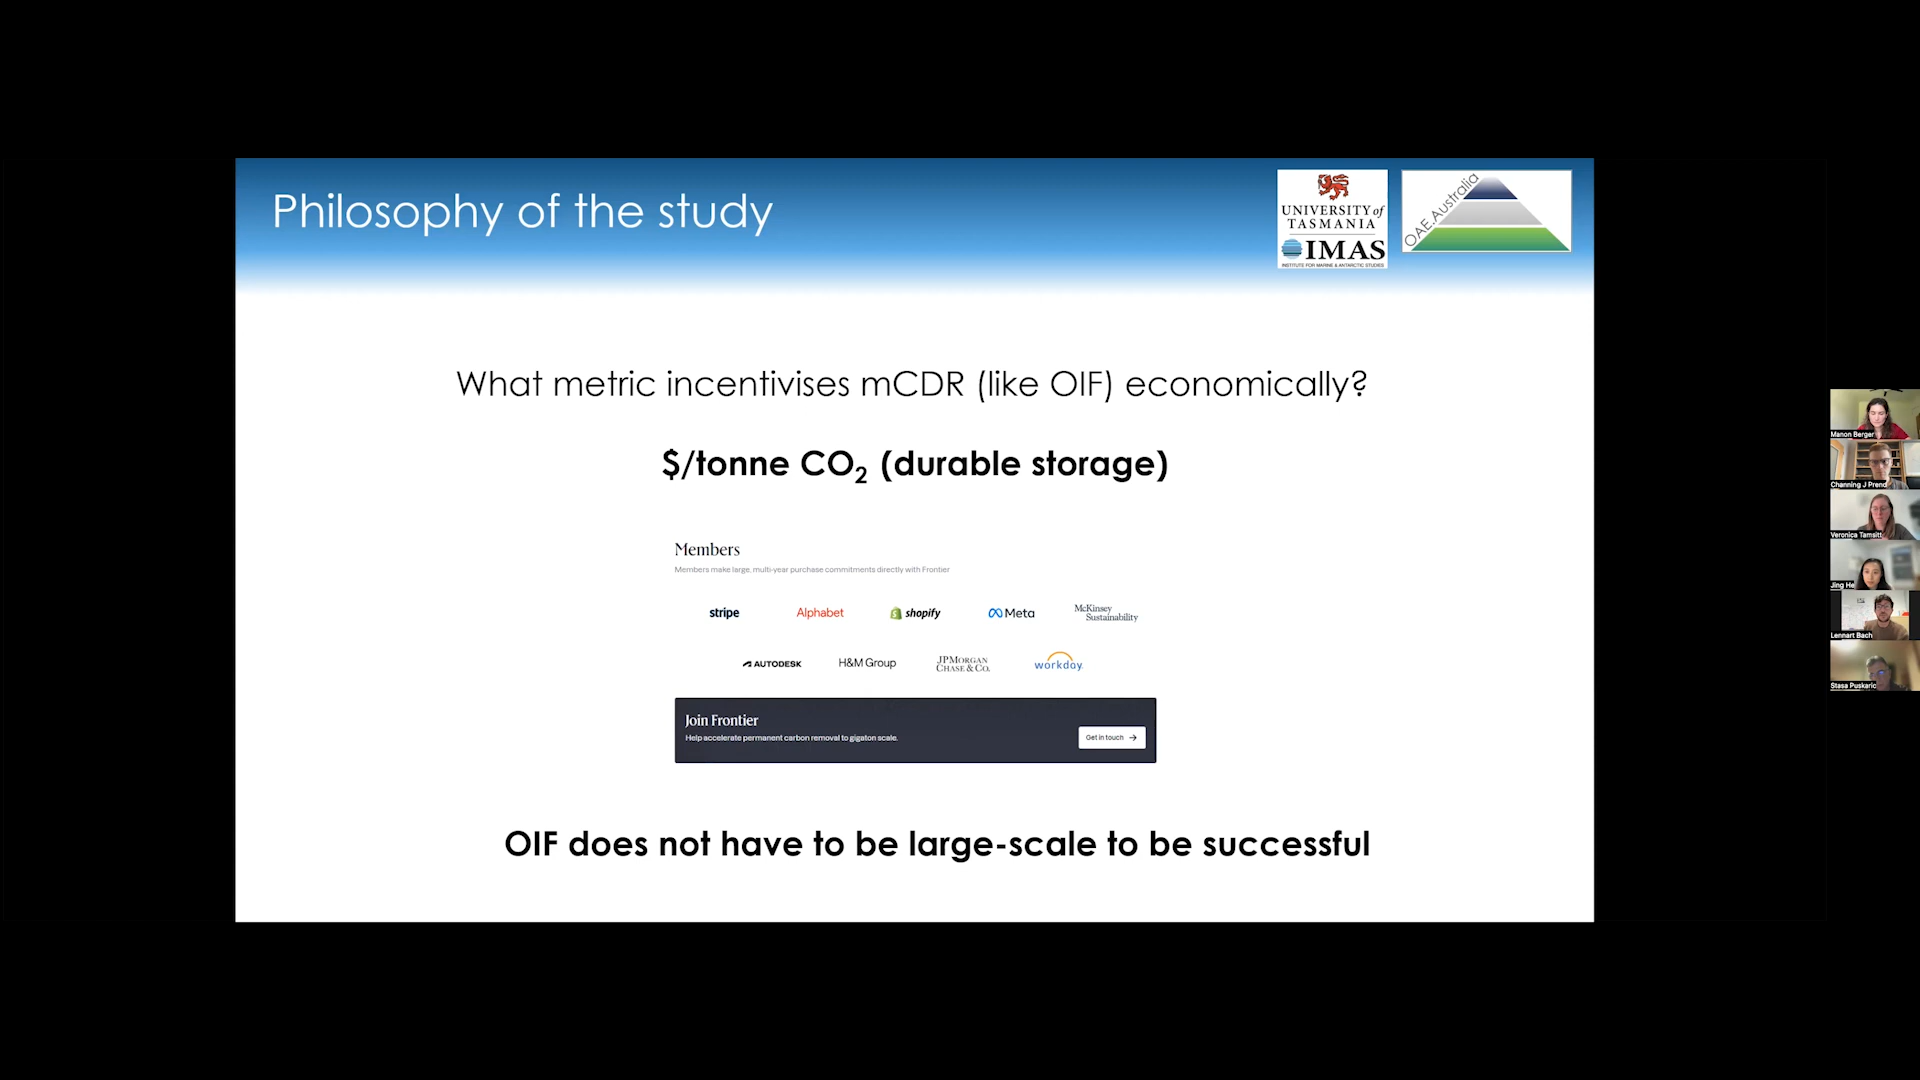 Philosophy of the study
UNIVERSITY of
TASMANIA
IMAS
INSTITUTE FOR MARINE & ANTARCTIC STUDIES
OAE.Australia
What metric incentivises mCDR (like OIF) economically?
$/tonne CO₂ (durable storage)
Members
Members make large, multi-year purchase commitments directly with Frontier
stripe
Alphabet
shopify
Meta
McKinsey
Sustainability
AUTODESK
H&M Group
JPMORGAN
CHASE & CO.
workday.
Join Frontier
Help accelerate permanent carbon removal to gigaton scale.
Get in touch →
OIF does not have to be large-scale to be successful
Manon Berger
Channing J Prend
Veronica Tamsitt
Jing He
Lennart Bach
Stasa Puskaric